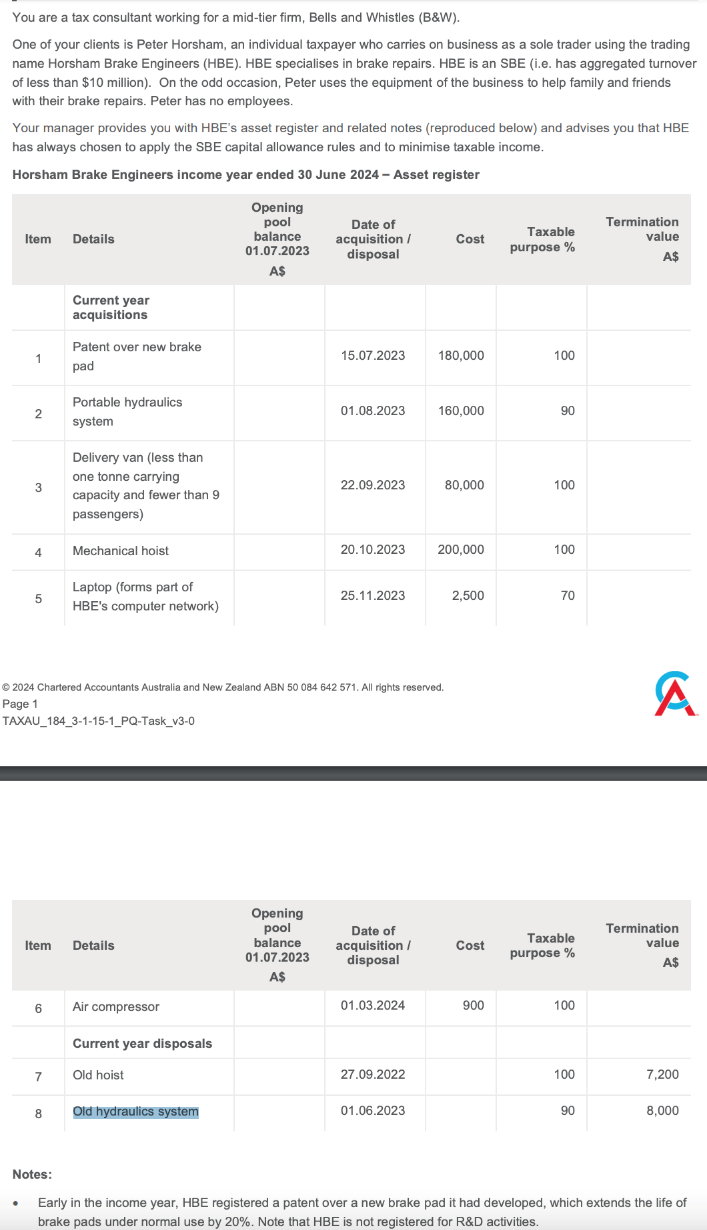 You are a tax consultant working for a mid-tier firm, Bells and Whistles (B&W).
One of your clients is Peter Horsham, an individual taxpayer who carries on business as a sole trader using the trading
name Horsham Brake Engineers (HBE). HBE specialises in brake repairs. HBE is an SBE (i.e. has aggregated turnover
of less than $10 million).  On the odd occasion, Peter uses the equipment of the business to help family and friends
with their brake repairs. Peter has no employees.
Your manager provides you with HBE's asset register and related notes (reproduced below) and advises you that HBE
has always chosen to apply the SBE capital allowance rules and to minimise taxable income.
Horsham Brake Engineers income year ended 30 June 2024 – Asset register
Item Details Opening pool balance 01.07.2023 A$ Date of acquisition / disposal Cost Taxable purpose % Termination value A$
Current year
acquisitions
1 Patent over new brake pad 15.07.2023 180,000 100
2 Portable hydraulics system 01.08.2023 160,000 90
3 Delivery van (less than one tonne carrying capacity and fewer than 9 passengers) 22.09.2023 80,000 100
4 Mechanical hoist 20.10.2023 200,000 100
5 Laptop (forms part of HBE's computer network) 25.11.2023 2,500 70
© 2024 Chartered Accountants Australia and New Zealand ABN 50 084 642 571. All rights reserved.
Page 1
TAXAU_184_3-1-15-1_PQ-Task_v3-0
Item Details Opening pool balance 01.07.2023 A$ Date of acquisition / disposal Cost Taxable purpose % Termination value A$
6 Air compressor 01.03.2024 900 100
Current year disposals
7 Old hoist 27.09.2022 100 7,200
8 Old hydraulics system 01.06.2023 90 8,000
Notes:
• Early in the income year, HBE registered a patent over a new brake pad it had developed, which extends the life of
brake pads under normal use by 20%. Note that HBE is not registered for R&D activities.